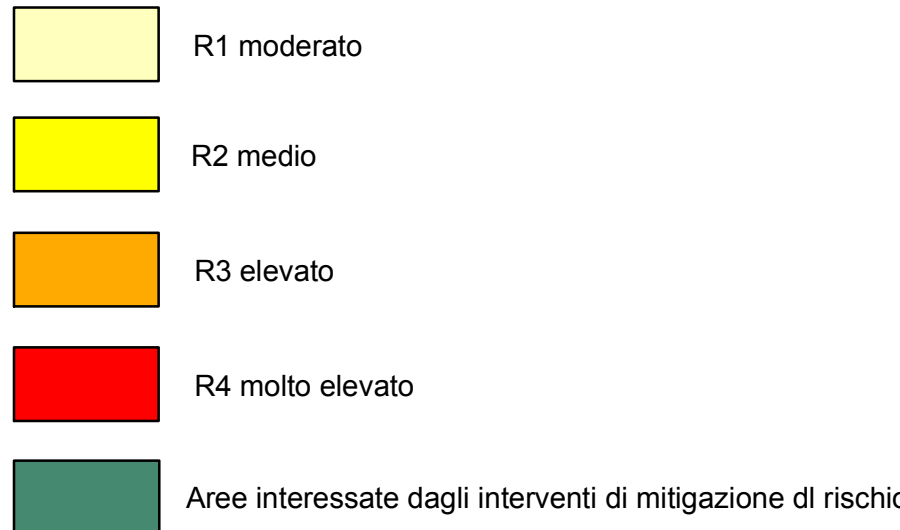 R1 moderato
R2 medio
R3 elevato
R4 molto elevato
Aree interessate dagli interventi di mitigazione dl rischio